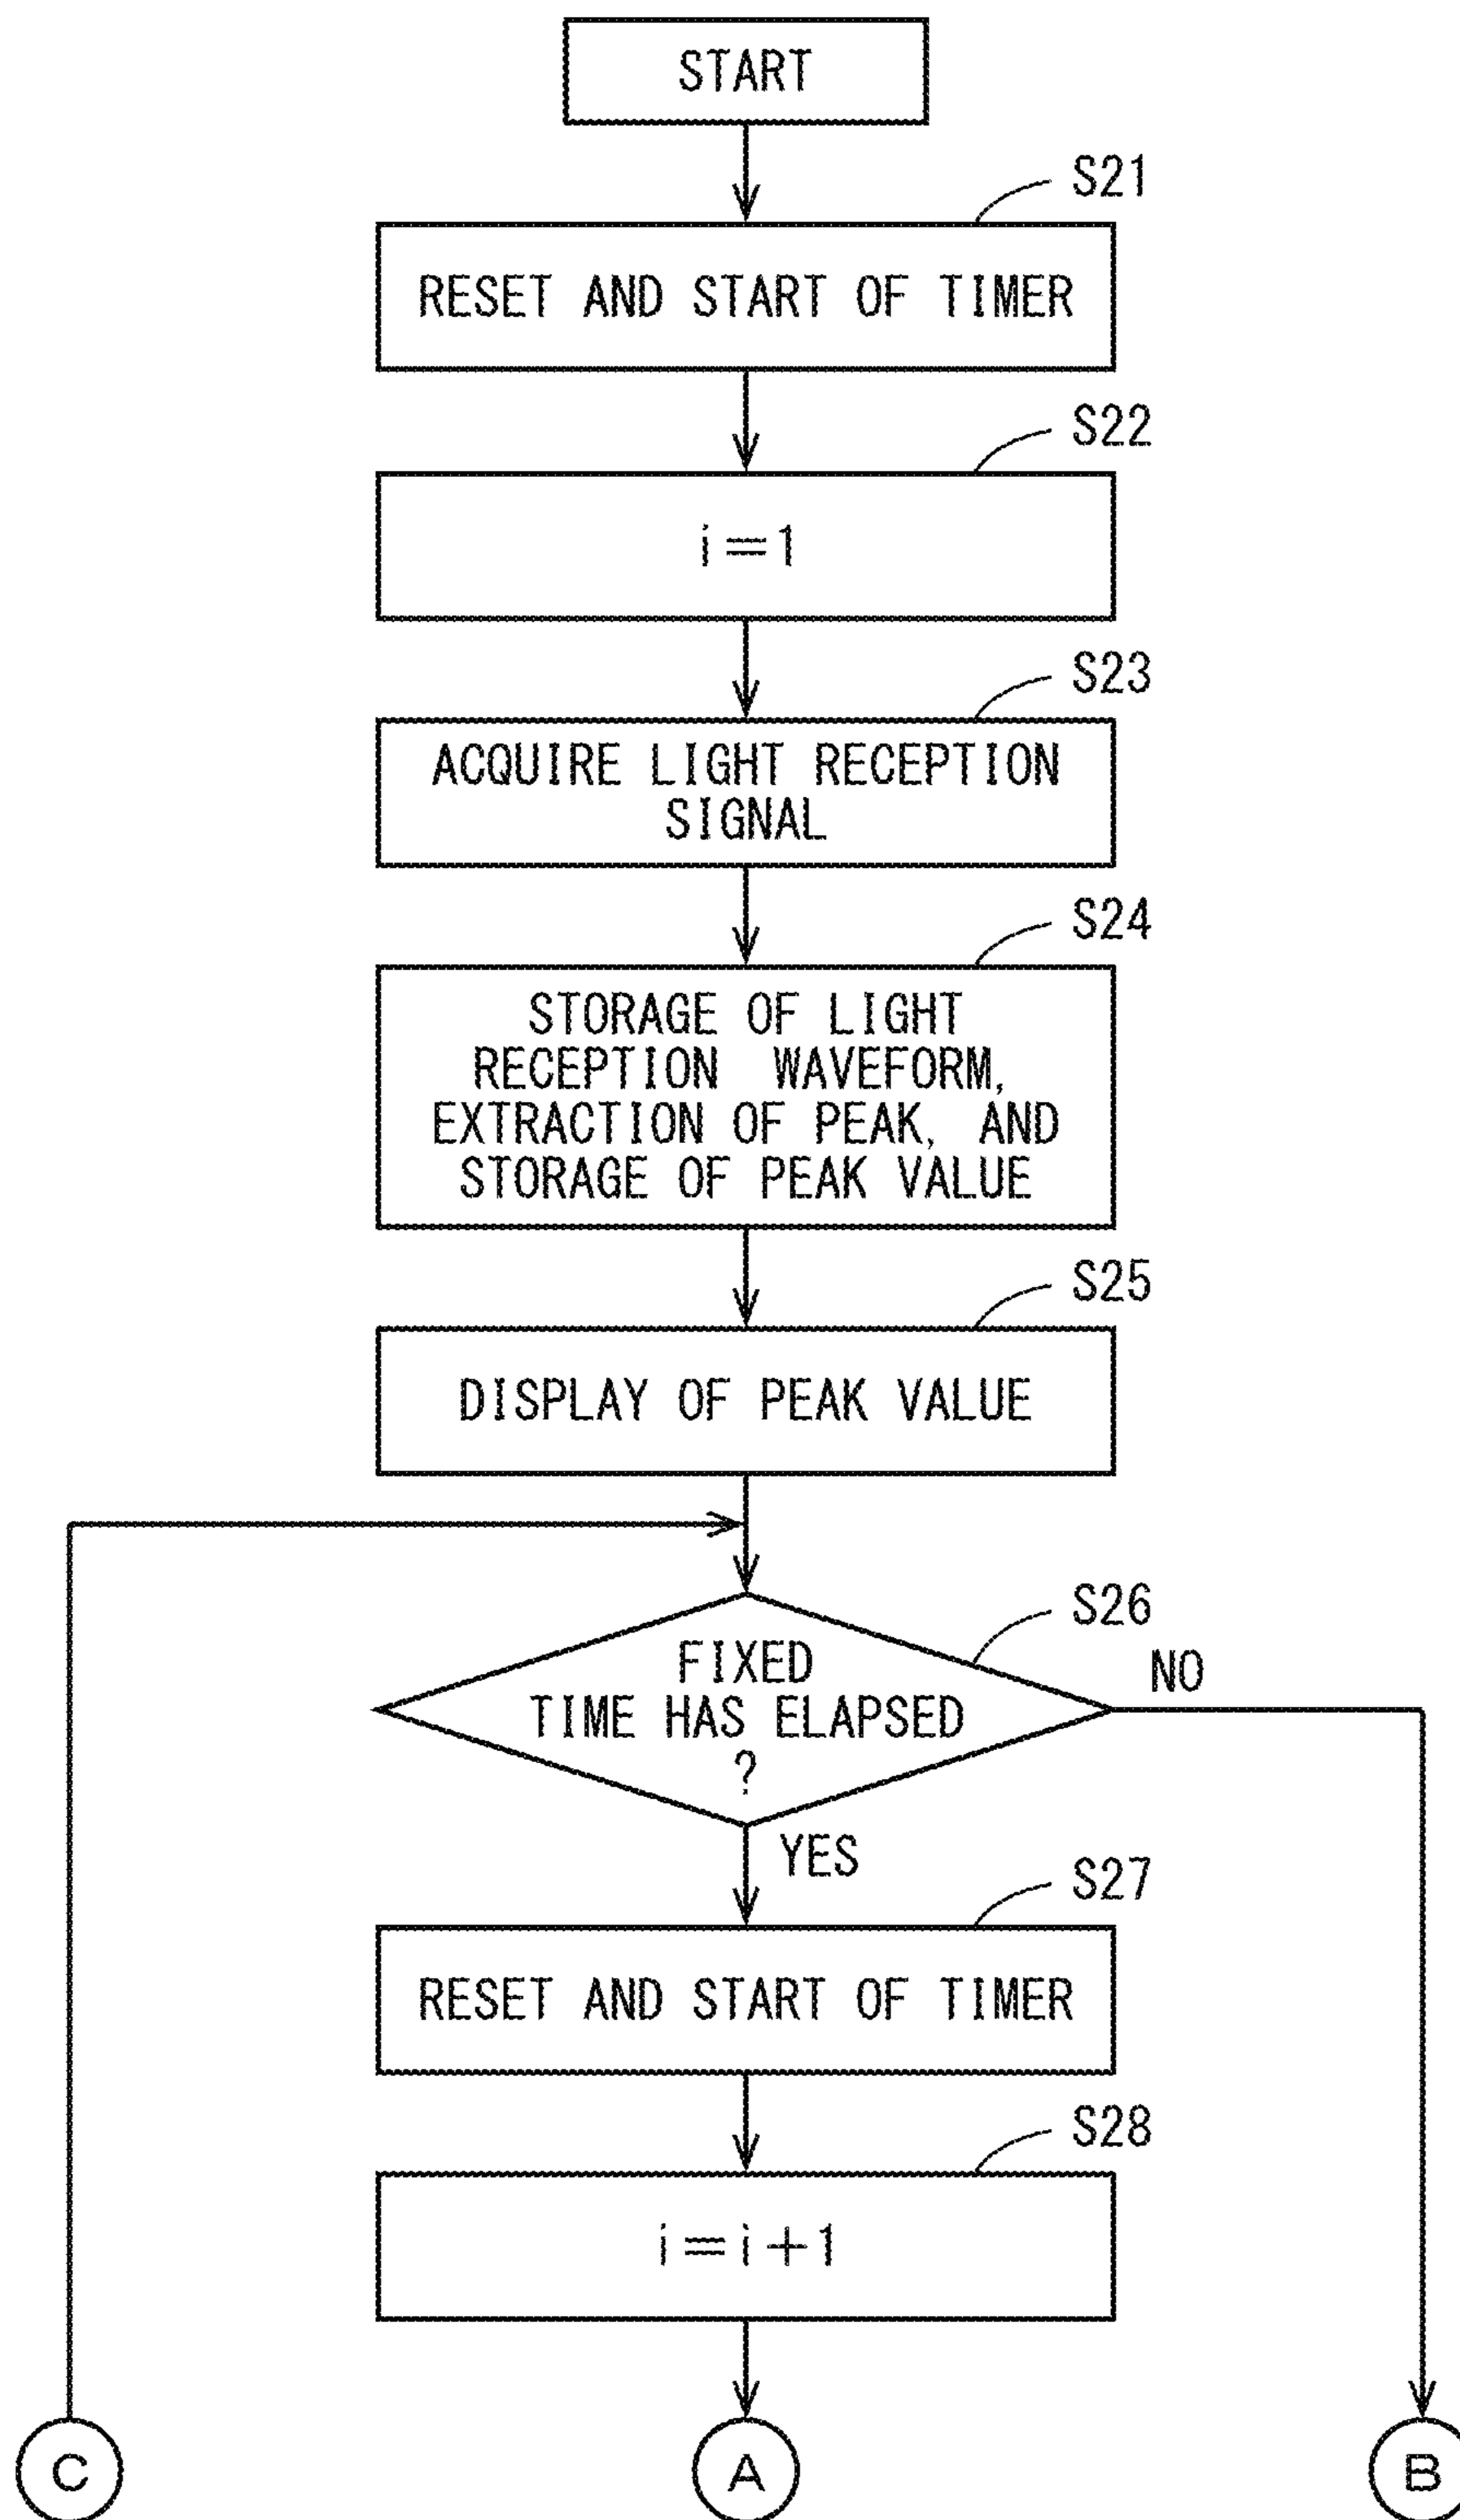 START
S21
RESET AND START OF TIMER
S22
i=1
S23
ACQUIRE LIGHT RECEPTION
SIGNAL
S24
STORAGE OF LIGHT
RECEPTION WAVEFORM,
EXTRACTION OF PEAK, AND
STORAGE OF PEAK VALUE
S25
DISPLAY OF PEAK VALUE
S26
FIXED
TIME HAS ELAPSED
?
NO
YES
S27
RESET AND START OF TIMER
S28
i=i+1
C
A
B